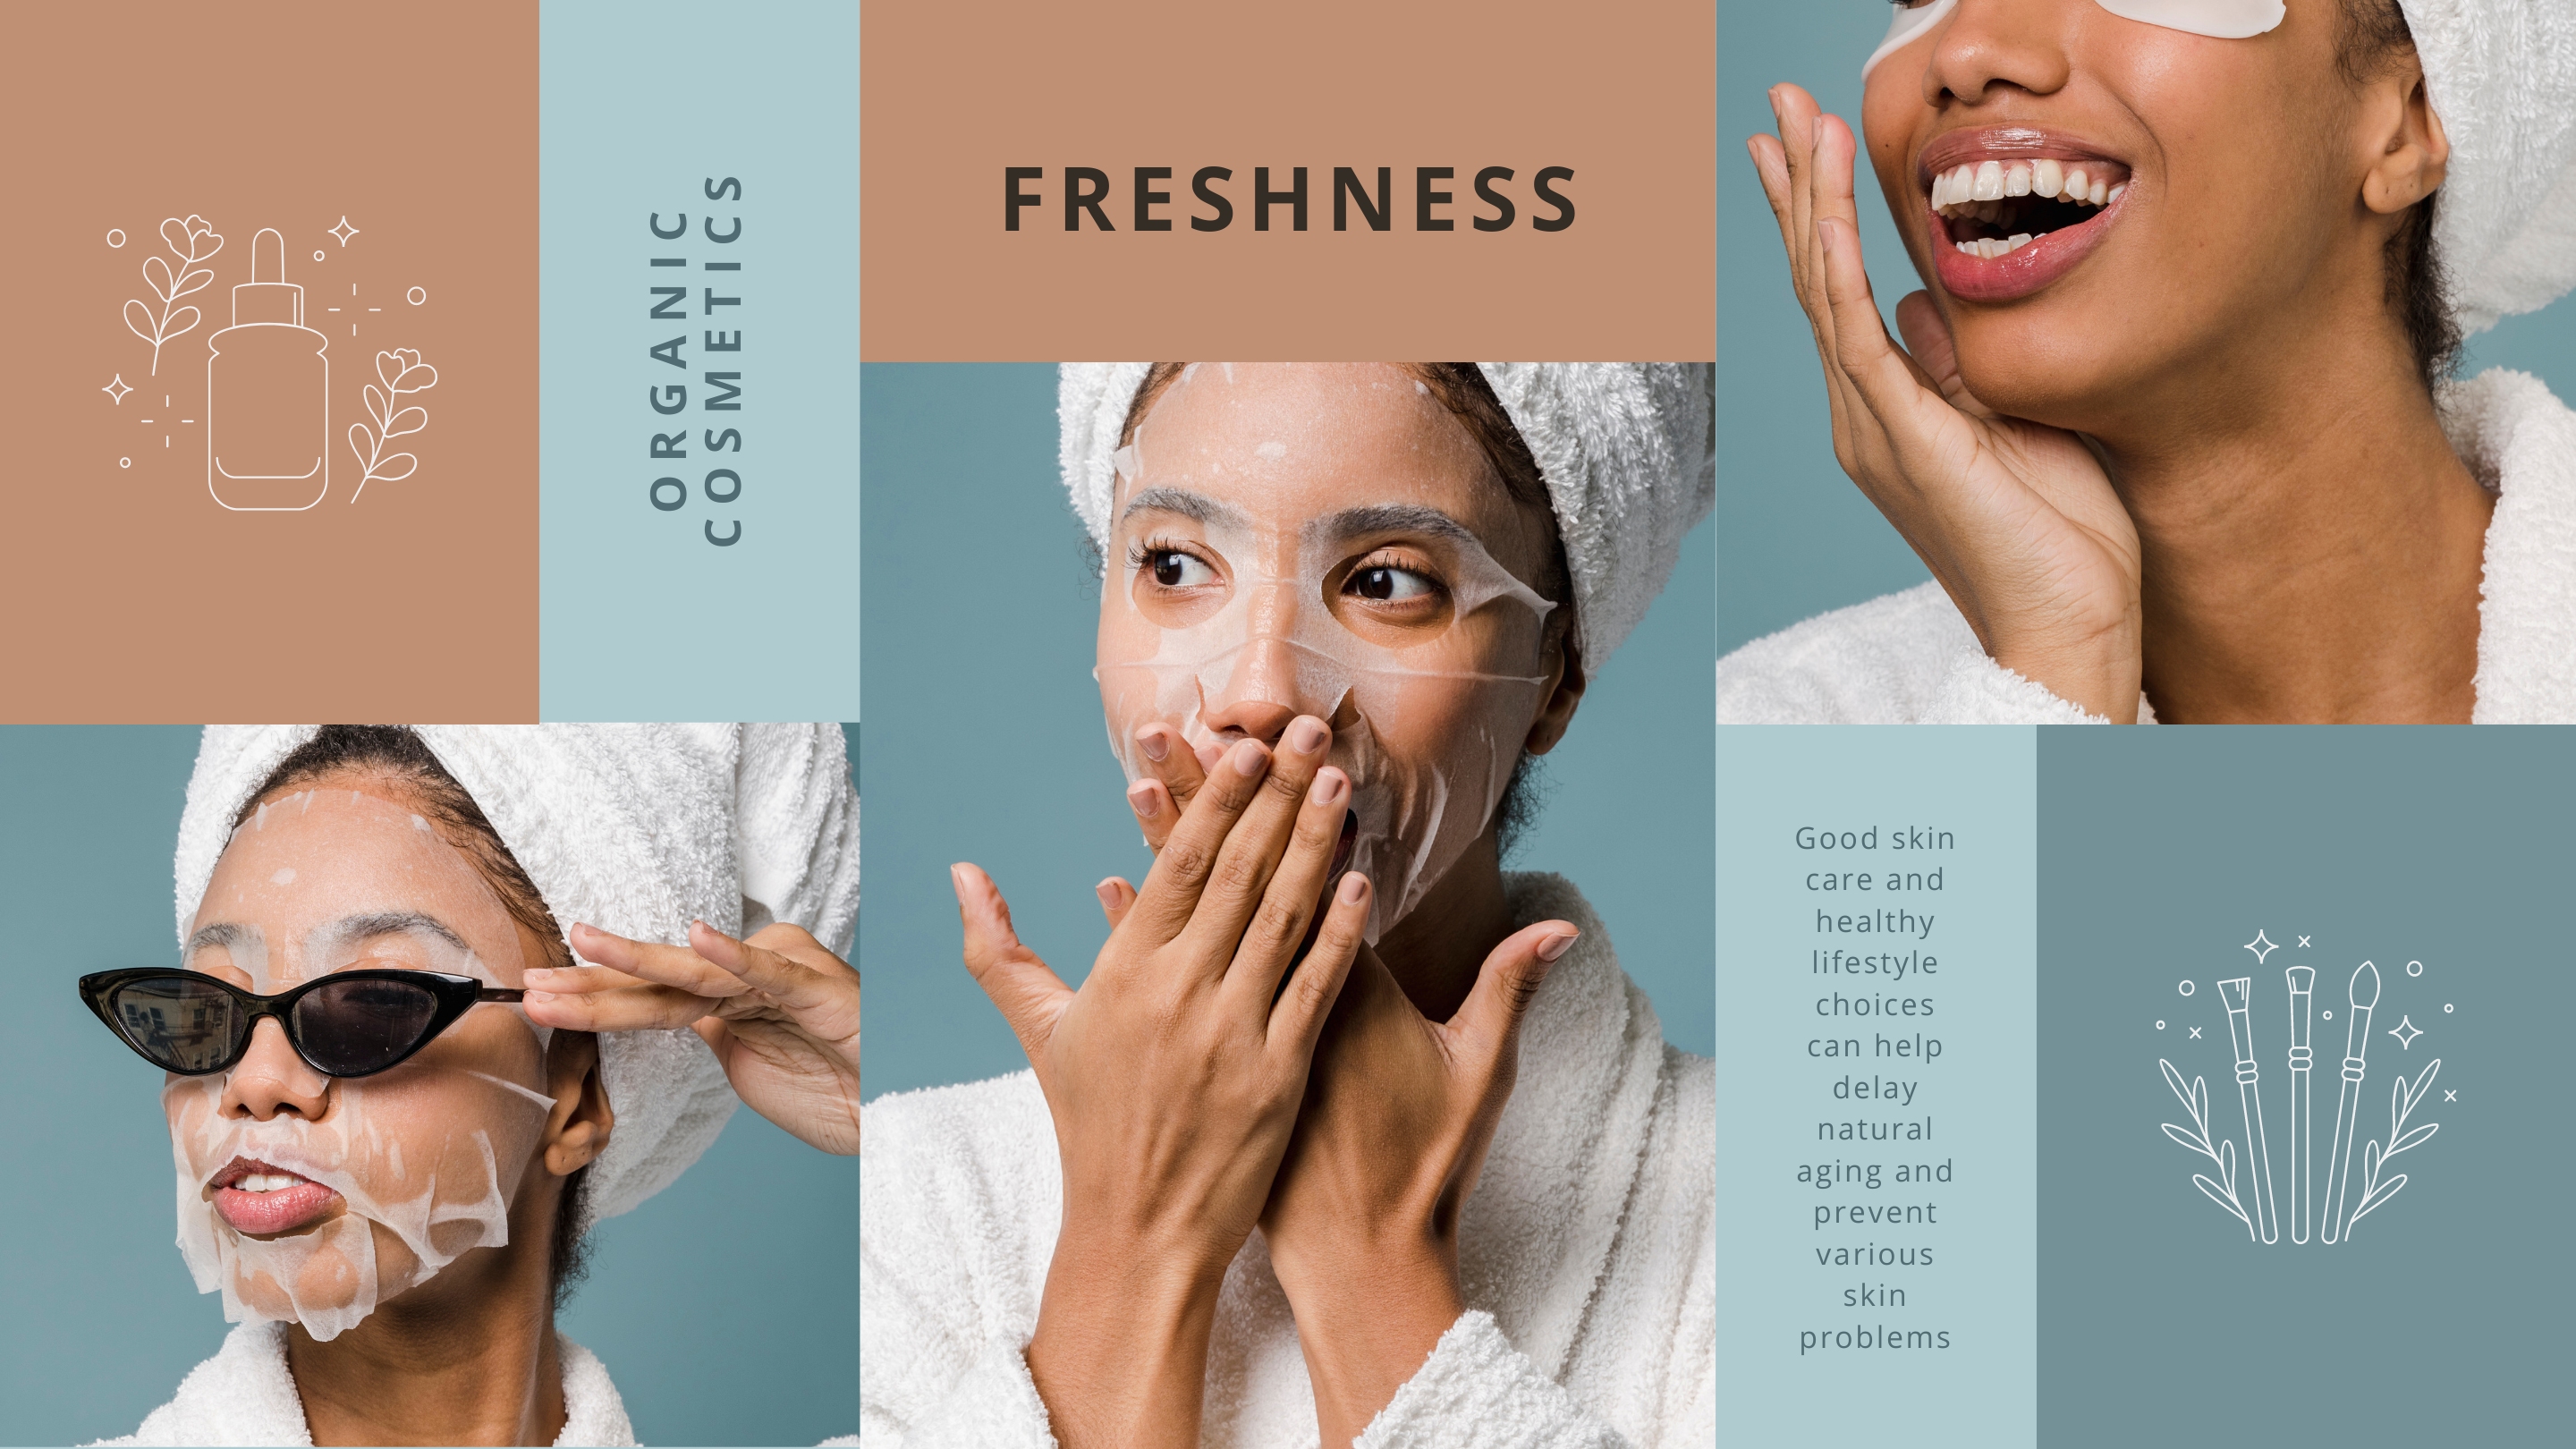 ORGANIC
COSMETICS
FRESHNESS
Good skin
care and
healthy
lifestyle
choices
can help
delay
natural
aging and
prevent
various
skin
problems